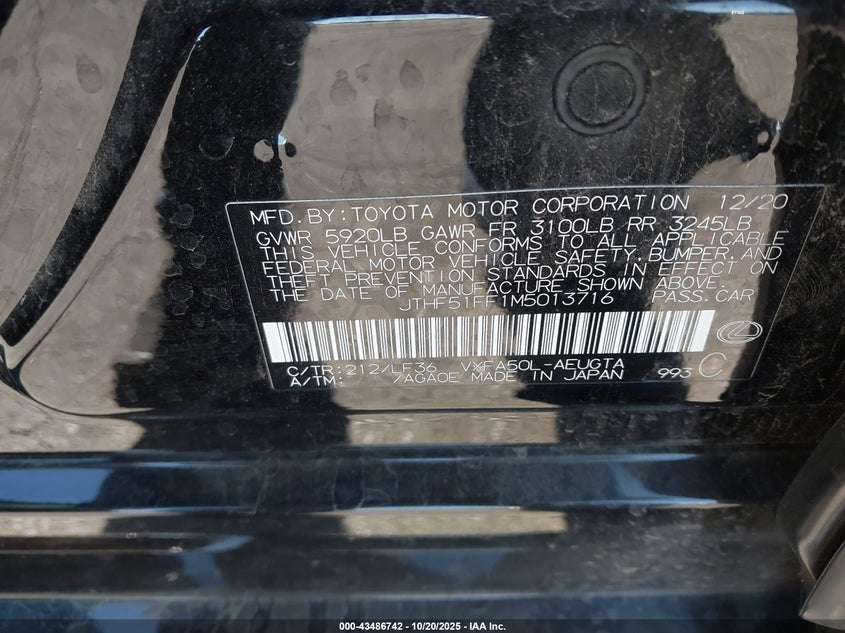 MFD. BY: TOYOTA MOTOR CORPORATION 12/20
GVWR 5920LB GAWR FR 3100LB RR 3245LB
THIS VEHICLE CONFORMS TO ALL APPLICABLE
FEDERAL MOTOR VEHICLE SAFETY, BUMPER, AND
THEFT PREVENTION STANDARDS IN EFFECT ON
THE DATE OF MANUFACTURE SHOWN ABOVE.
JTHF51FF1M5013716 PASS. CAR
C/TR: 212/LF36 VXFA50L-AEUGTA
A/TM: /AGA0E MADE IN JAPAN 993 C
000-43486742 | 10/20/2025 | IAA Inc.